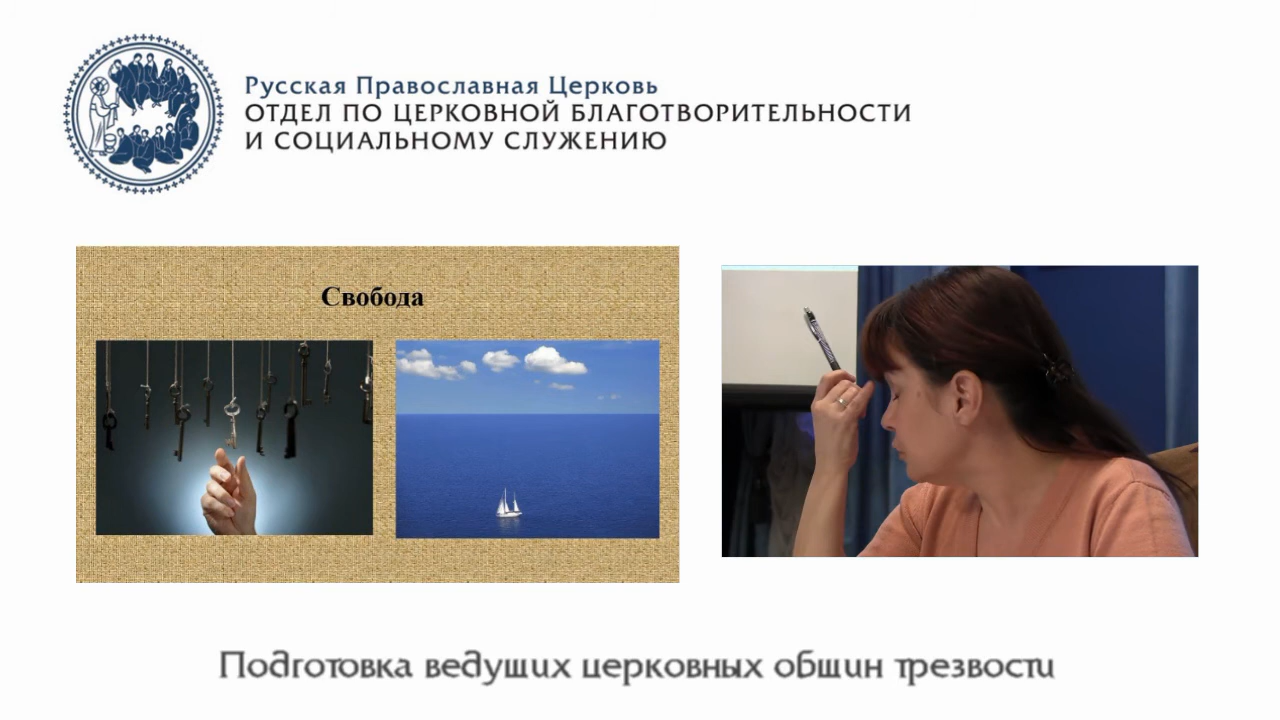 Русская Православная Церковь
ОТДЕЛ ПО ЦЕРКОВНОЙ БЛАГОТВОРИТЕЛЬНОСТИ
И СОЦИАЛЬНОМУ СЛУЖЕНИЮ
Свобода
Подготовка ведущих церковных общин трезвости